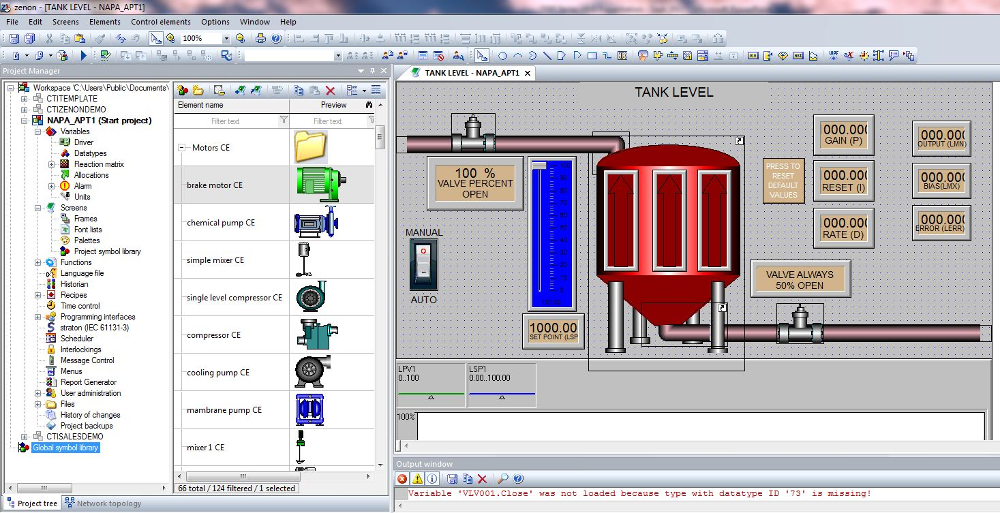 zenon - [TANK LEVEL - NAPA_APT1]
File Edit Screens Elements Control elements Options Window Help
100%
Project Manager
Workspace 'C:\Users\Public\Documents\
CTITEMPLATE
CTIZENONDEMO
NAPA_APT1 (Start project)
Variables
Driver
Datatypes
Reaction matrix
Allocations
Alarm
Units
Screens
Frames
Font lists
Palettes
Project symbol library
Functions
Language file
Historian
Recipes
Time control
Programming interfaces
straton (IEC 61131-3)
Scheduler
Interlockings
Message Control
Menus
Report Generator
User administration
Files
History of changes
Project backups
CTISALESDEMO
Global symbol library
Project tree Network topology
Element name Preview
Filter text Filter text
Motors CE
brake motor CE
chemical pump CE
simple mixer CE
single level compressor CE
compressor CE
cooling pump CE
mambrane pump CE
mixer1 CE
66 total / 124 filtered / 1 selected
TANK LEVEL - NAPA_APT1
TANK LEVEL
100 %
VALVE PERCENT
OPEN
MANUAL
AUTO
100
90
80
70
60
50
40
30
20
10
0
100.00
1000.00
SET POINT (LSP
PRESS TO
RESET
DEFAULT
VALUES
000.000
GAIN (P)
000.000
RESET (I)
000.000
RATE (D)
000.000
OUTPUT (LMN)
000.000
BIAS(LMX)
000.000
ERROR (LERR)
VALVE ALWAYS
50% OPEN
LPV1
0..100
LSP1
0.00..100.00
100%
Output window
Variable 'VLV001.Close' was not loaded because type with datatype ID '73' is missing!